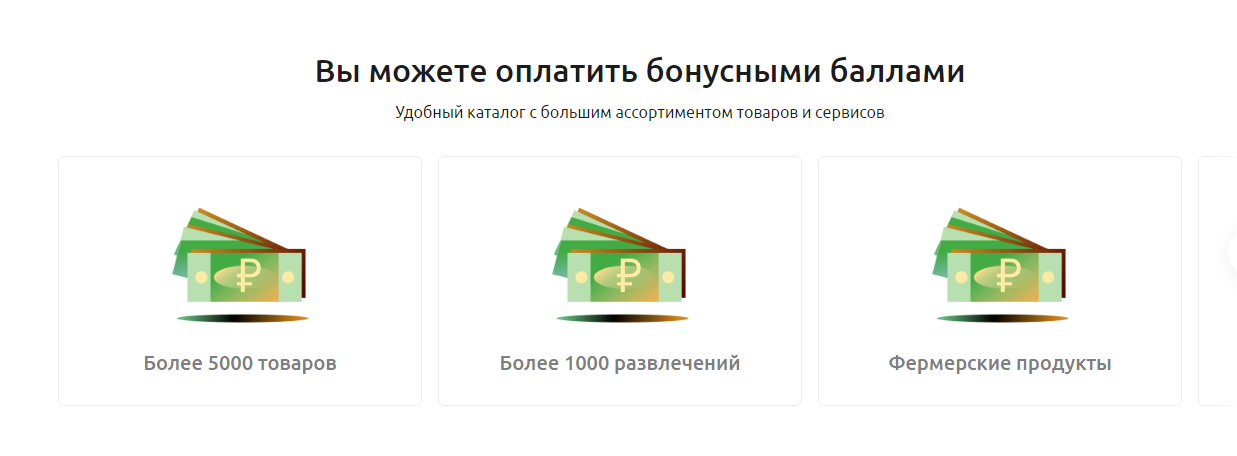 Вы можете оплатить бонусными баллами
Удобный каталог с большим ассортиментом товаров и сервисов
₽ ₽ ₽
Более 5000 товаров
Более 1000 развлечений
Фермерские продукты